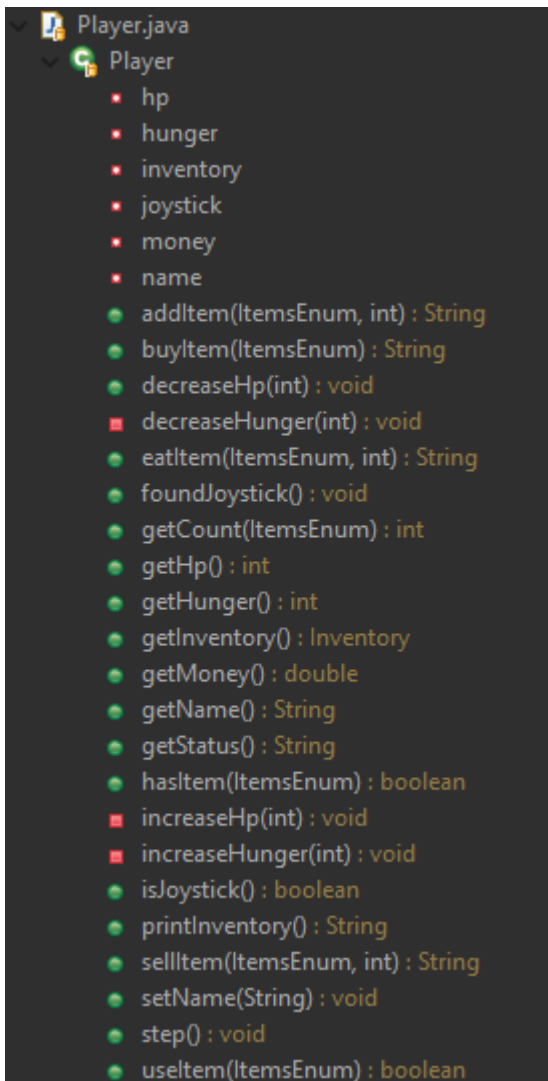 Player.java
Player
hp
hunger
inventory
joystick
money
name
addItem(ItemsEnum, int) : String
buyItem(ItemsEnum) : String
decreaseHp(int) : void
decreaseHunger(int) : void
eatItem(ItemsEnum, int) : String
foundJoystick() : void
getCount(ItemsEnum) : int
getHp() : int
getHunger() : int
getInventory() : Inventory
getMoney() : double
getName() : String
getStatus() : String
hasItem(ItemsEnum) : boolean
increaseHp(int) : void
increaseHunger(int) : void
isJoystick() : boolean
printInventory() : String
sellItem(ItemsEnum, int) : String
setName(String) : void
step() : void
useItem(ItemsEnum) : boolean